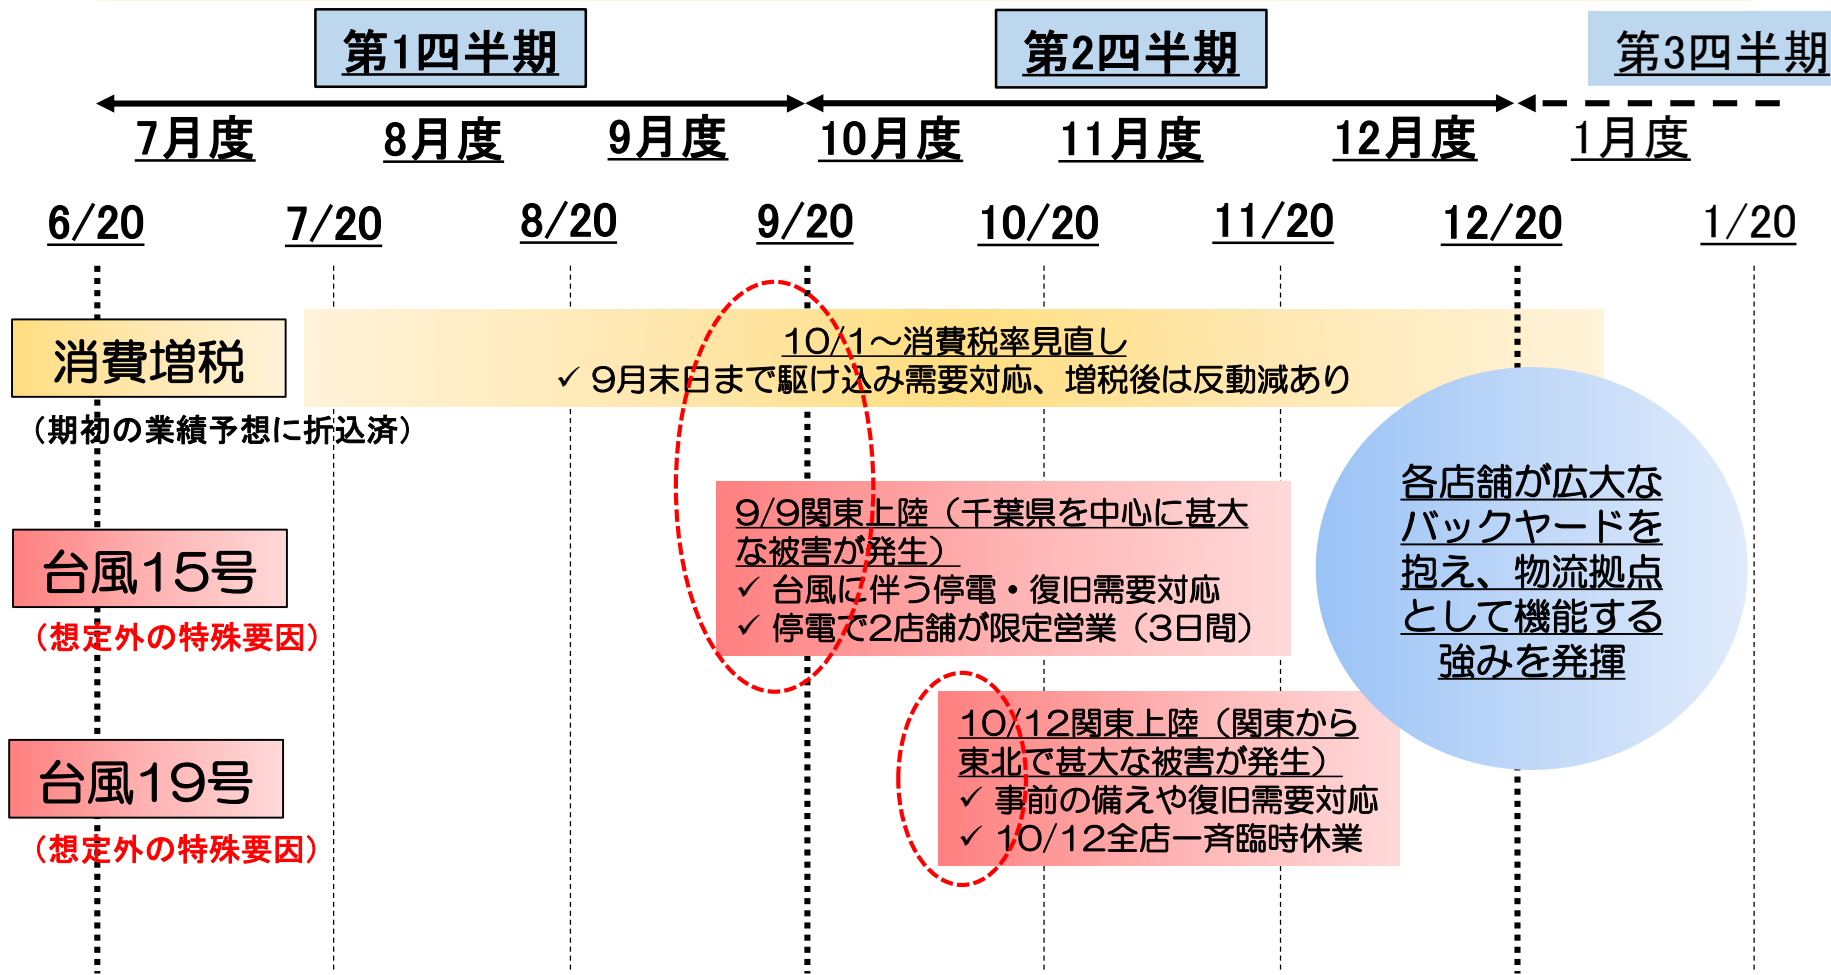 第1四半期
第2四半期
第3四半期
7月度
8月度
9月度
10月度
11月度
12月度
1月度
6/20
7/20
8/20
9/20
10/20
11/20
12/20
1/20
消費増税
（期初の業績予想に折込済）
10/1～消費税率見直し
✓ 9月末日まで駆け込み需要対応、増税後は反動減あり
台風15号
（想定外の特殊要因）
9/9関東上陸（千葉県を中心に甚大
な被害が発生）
✓ 台風に伴う停電・復旧需要対応
✓ 停電で2店舗が限定営業（3日間）
台風19号
（想定外の特殊要因）
10/12関東上陸（関東から
東北で甚大な被害が発生）
✓ 事前の備えや復旧需要対応
✓ 10/12全店一斉臨時休業
各店舗が広大な
バックヤードを
抱え、物流拠点
として機能する
強みを発揮